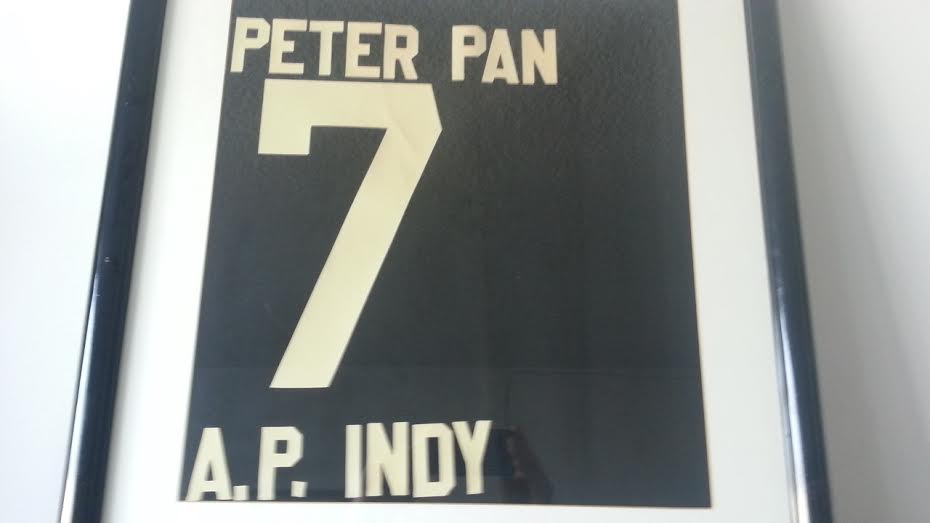 PETER PAN
7
A.P. INDY